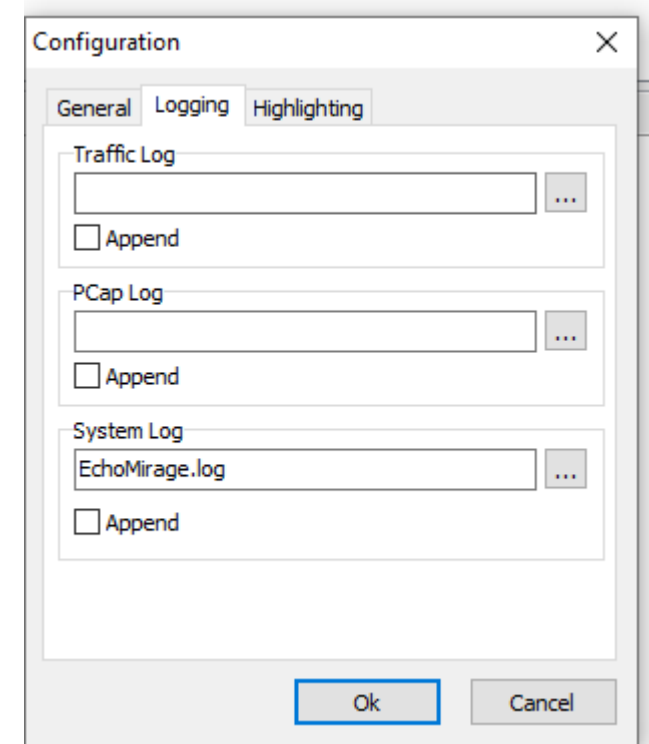 Configuration
General Logging Highlighting
Traffic Log
...
Append
PCap Log
...
Append
System Log
EchoMirage.log ...
Append
Ok Cancel